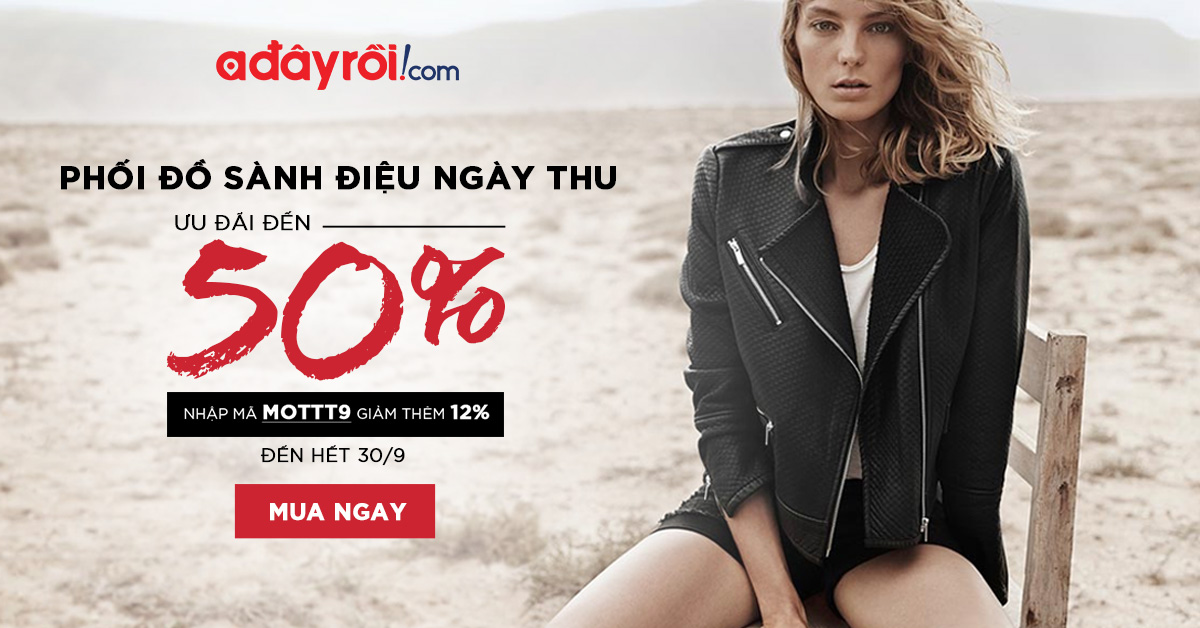 adâyrồi!com
PHỐI ĐỒ SÀNH ĐIỆU NGÀY THU
ƯU ĐÃI ĐẾN
50%
NHẬP MÃ MOTTT9 GIẢM THÊM 12%
ĐẾN HẾT 30/9
MUA NGAY